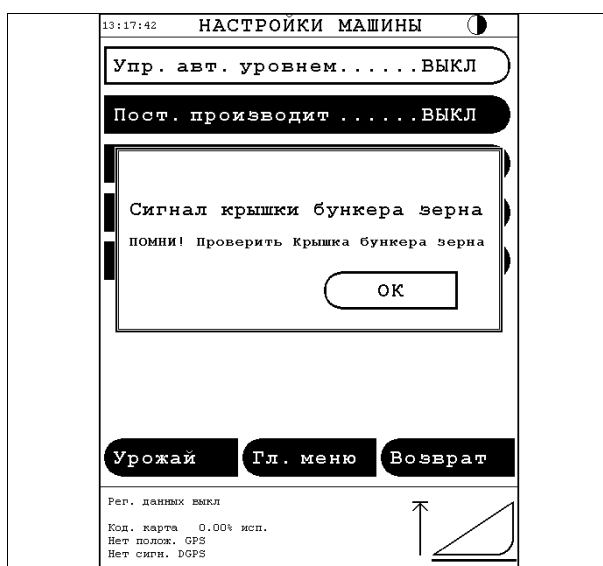 13:17:42 НАСТРОЙКИ МАШИНЫ
Упр. авт. уровнем......ВЫКЛ
Пост. производит ......ВЫКЛ
Сигнал крышки бункера зерна
ПОМНИ! Проверить Крышка бункера зерна
OK
Урожай Гл. меню Возврат
Рег. данных выкл
Код. карта 0.00% исп.
Нет полож. GPS
Нет сигн. DGPS